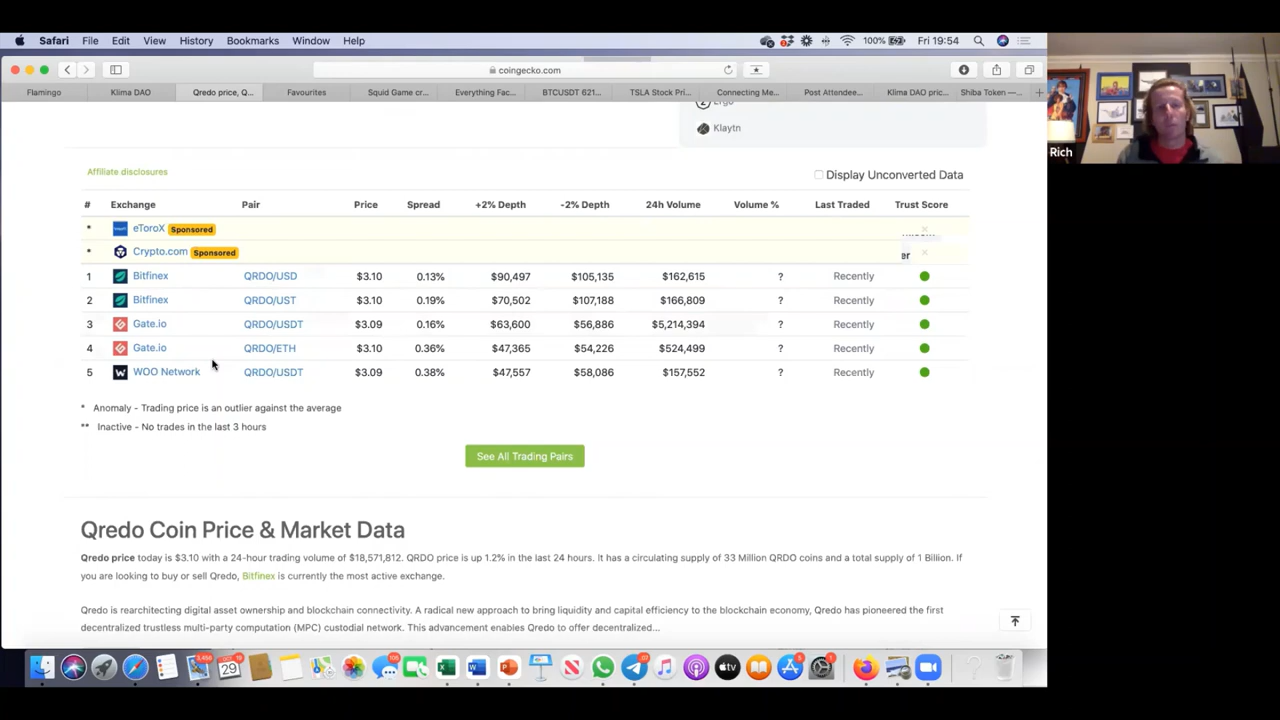 Safari File Edit View History Bookmarks Window Help 100% Fri 19:54
coingecko.com
Flamingo Klima DAO Qredo price, Q... Favourites Squid Game cr... Everything Fac... BTCUSDT 621... TSLA Stock Pri... Connecting Me... Post Attendee... Klima DAO pric... Shiba Token —...
Ergo
Klaytn
Rich
Affiliate disclosures
Display Unconverted Data
# Exchange Pair Price Spread +2% Depth -2% Depth 24h Volume Volume % Last Traded Trust Score
* eToroX Sponsored
* Crypto.com Sponsored
er
1 Bitfinex QRDO/USD $3.10 0.13% $90,497 $105,135 $162,615 ? Recently
2 Bitfinex QRDO/UST $3.10 0.19% $70,502 $107,188 $166,809 ? Recently
3 Gate.io QRDO/USDT $3.09 0.16% $63,600 $56,886 $5,214,394 ? Recently
4 Gate.io QRDO/ETH $3.10 0.36% $47,365 $54,226 $524,499 ? Recently
5 WOO Network QRDO/USDT $3.09 0.38% $47,557 $58,086 $157,552 ? Recently
* Anomaly - Trading price is an outlier against the average
** Inactive - No trades in the last 3 hours
See All Trading Pairs
Qredo Coin Price & Market Data
Qredo price today is $3.10 with a 24-hour trading volume of $18,571,812. QRDO price is up 1.2% in the last 24 hours. It has a circulating supply of 33 Million QRDO coins and a total supply of 1 Billion. If
you are looking to buy or sell Qredo, Bitfinex is currently the most active exchange.
Qredo is rearchitecting digital asset ownership and blockchain connectivity. A radical new approach to bring liquidity and capital efficiency to the blockchain economy, Qredo has pioneered the first
decentralized trustless multi-party computation (MPC) custodial network. This advancement enables Qredo to offer decentralized...
29 tv